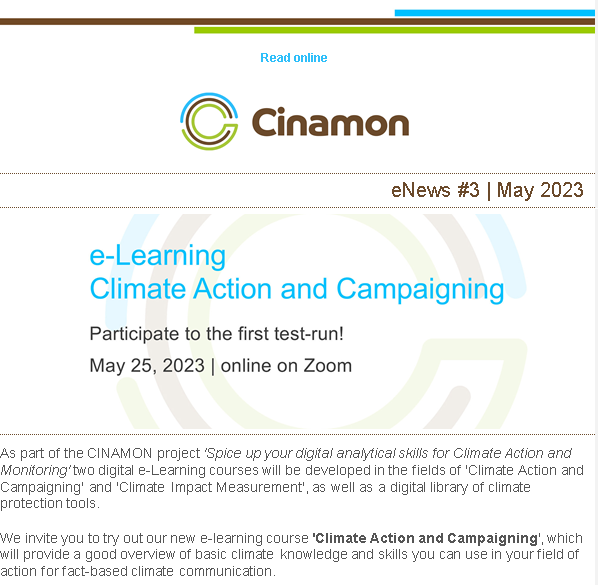 Read online
Cinamon
eNews #3 | May 2023
e-Learning
Climate Action and Campaigning
Participate to the first test-run!
May 25, 2023 | online on Zoom
As part of the CINAMON project 'Spice up your digital analytical skills for Climate Action and
Monitoring' two digital e-Learning courses will be developed in the fields of 'Climate Action and
Campaigning' and 'Climate Impact Measurement', as well as a digital library of climate
protection tools.
We invite you to try out our new e-learning course 'Climate Action and Campaigning', which
will provide a good overview of basic climate knowledge and skills you can use in your field of
action for fact-based climate communication.